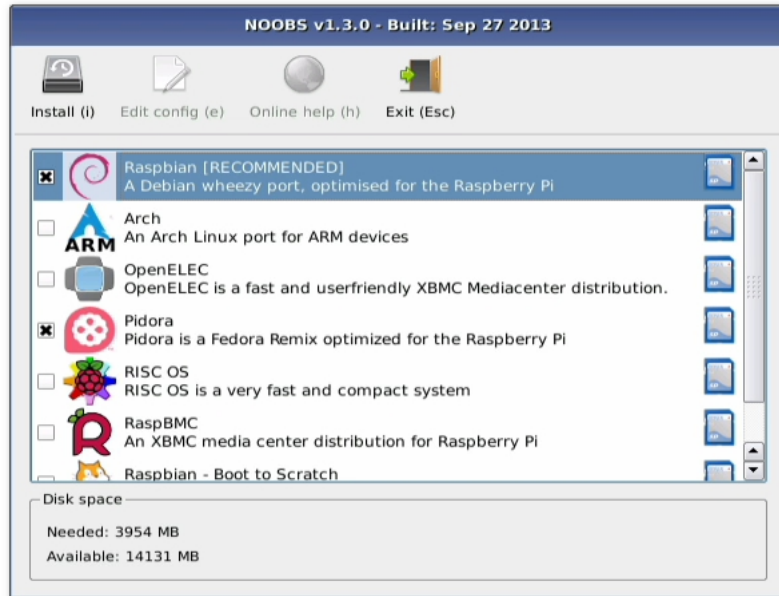 NOOBS v1.3.0 - Built: Sep 27 2013
Install (i) Edit config (e) Online help (h) Exit (Esc)
Raspbian [RECOMMENDED]
A Debian wheezy port, optimised for the Raspberry Pi
ARM
Arch
An Arch Linux port for ARM devices
OpenELEC
OpenELEC is a fast and userfriendly XBMC Mediacenter distribution.
Pidora
Pidora is a Fedora Remix optimized for the Raspberry Pi
RISC OS
RISC OS is a very fast and compact system
RaspBMC
An XBMC media center distribution for Raspberry Pi
Raspbian - Boot to Scratch
Disk space
Needed: 3954 MB
Available: 14131 MB